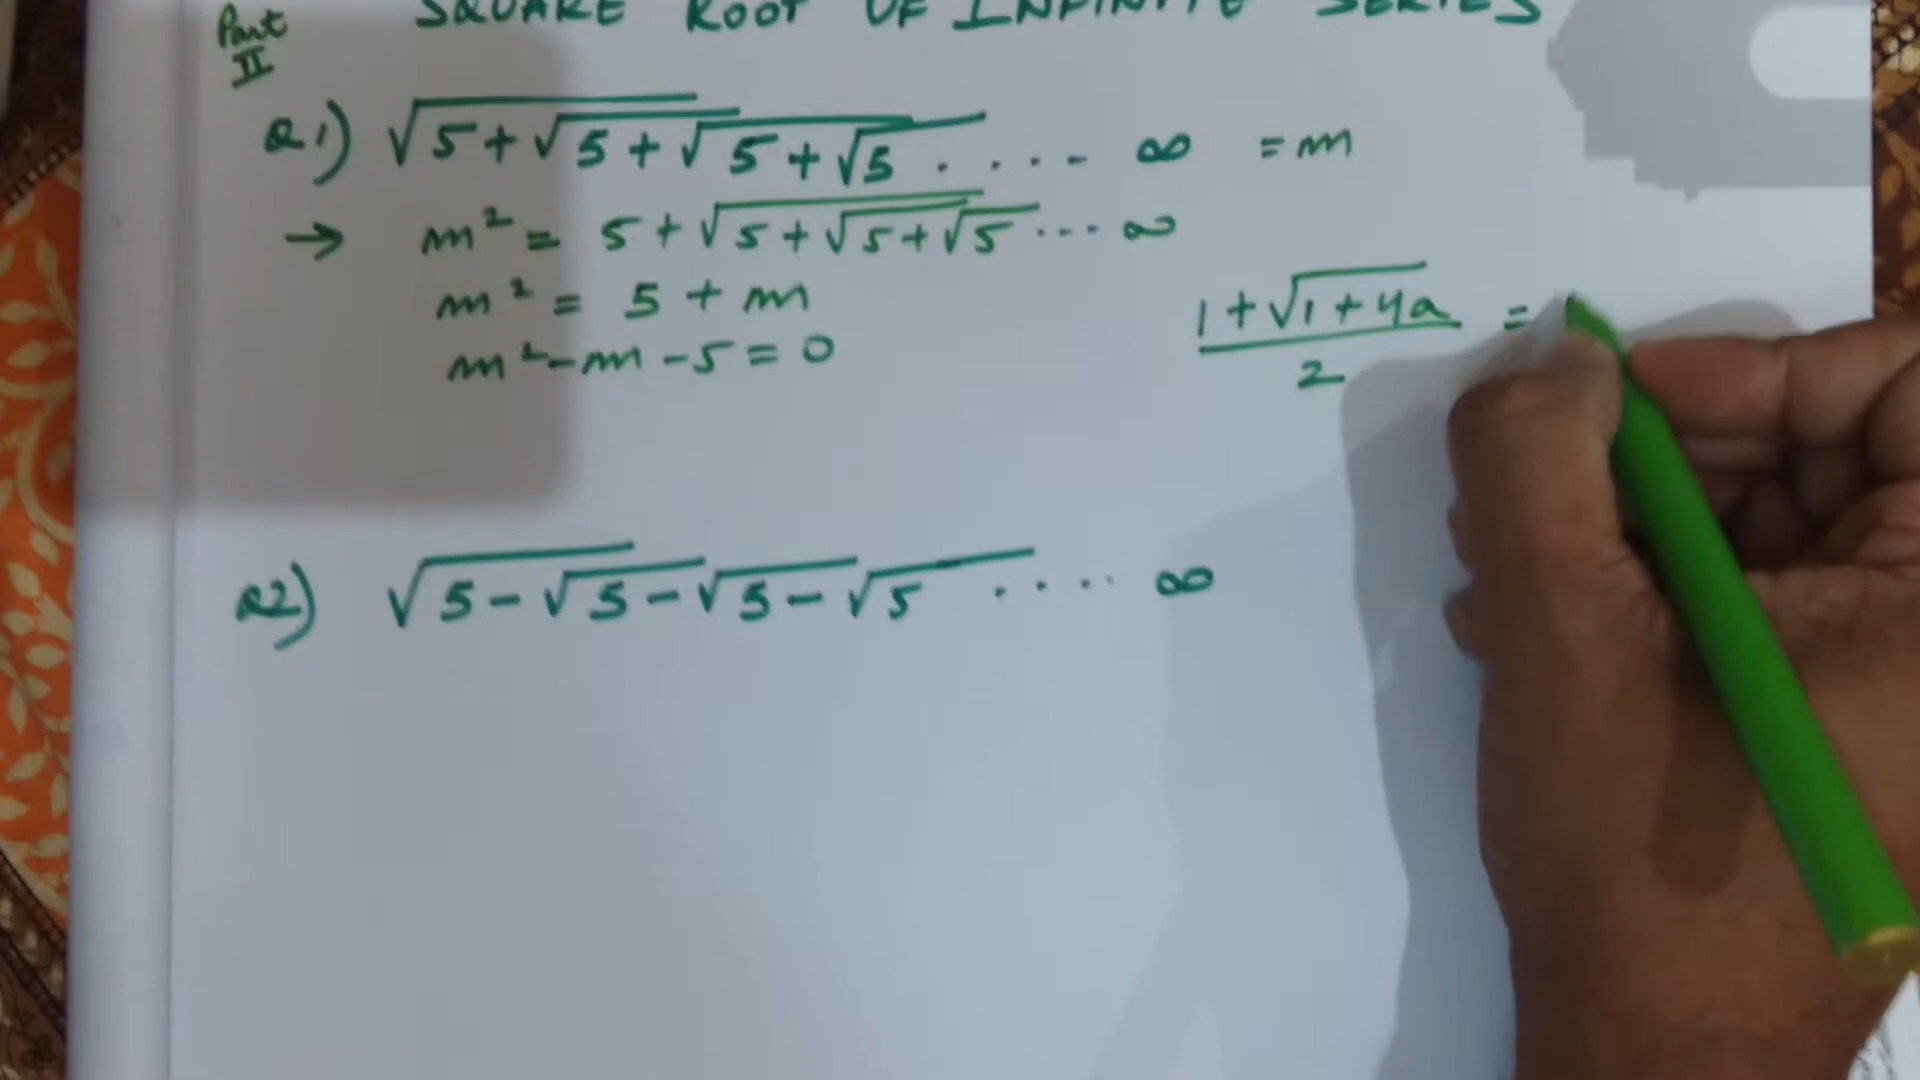 Part II
SQUARE ROOT OF INFINITE SERIES
Q1) √5+√5+√5+√5 . . . . - ∞ = m
→ m² = 5+√5+√5+√5 ... ∞
m² = 5 + m
m² - m - 5 = 0
1+√1+4a / 2 =
Q2) √5-√5-√5-√5 . . . . ∞